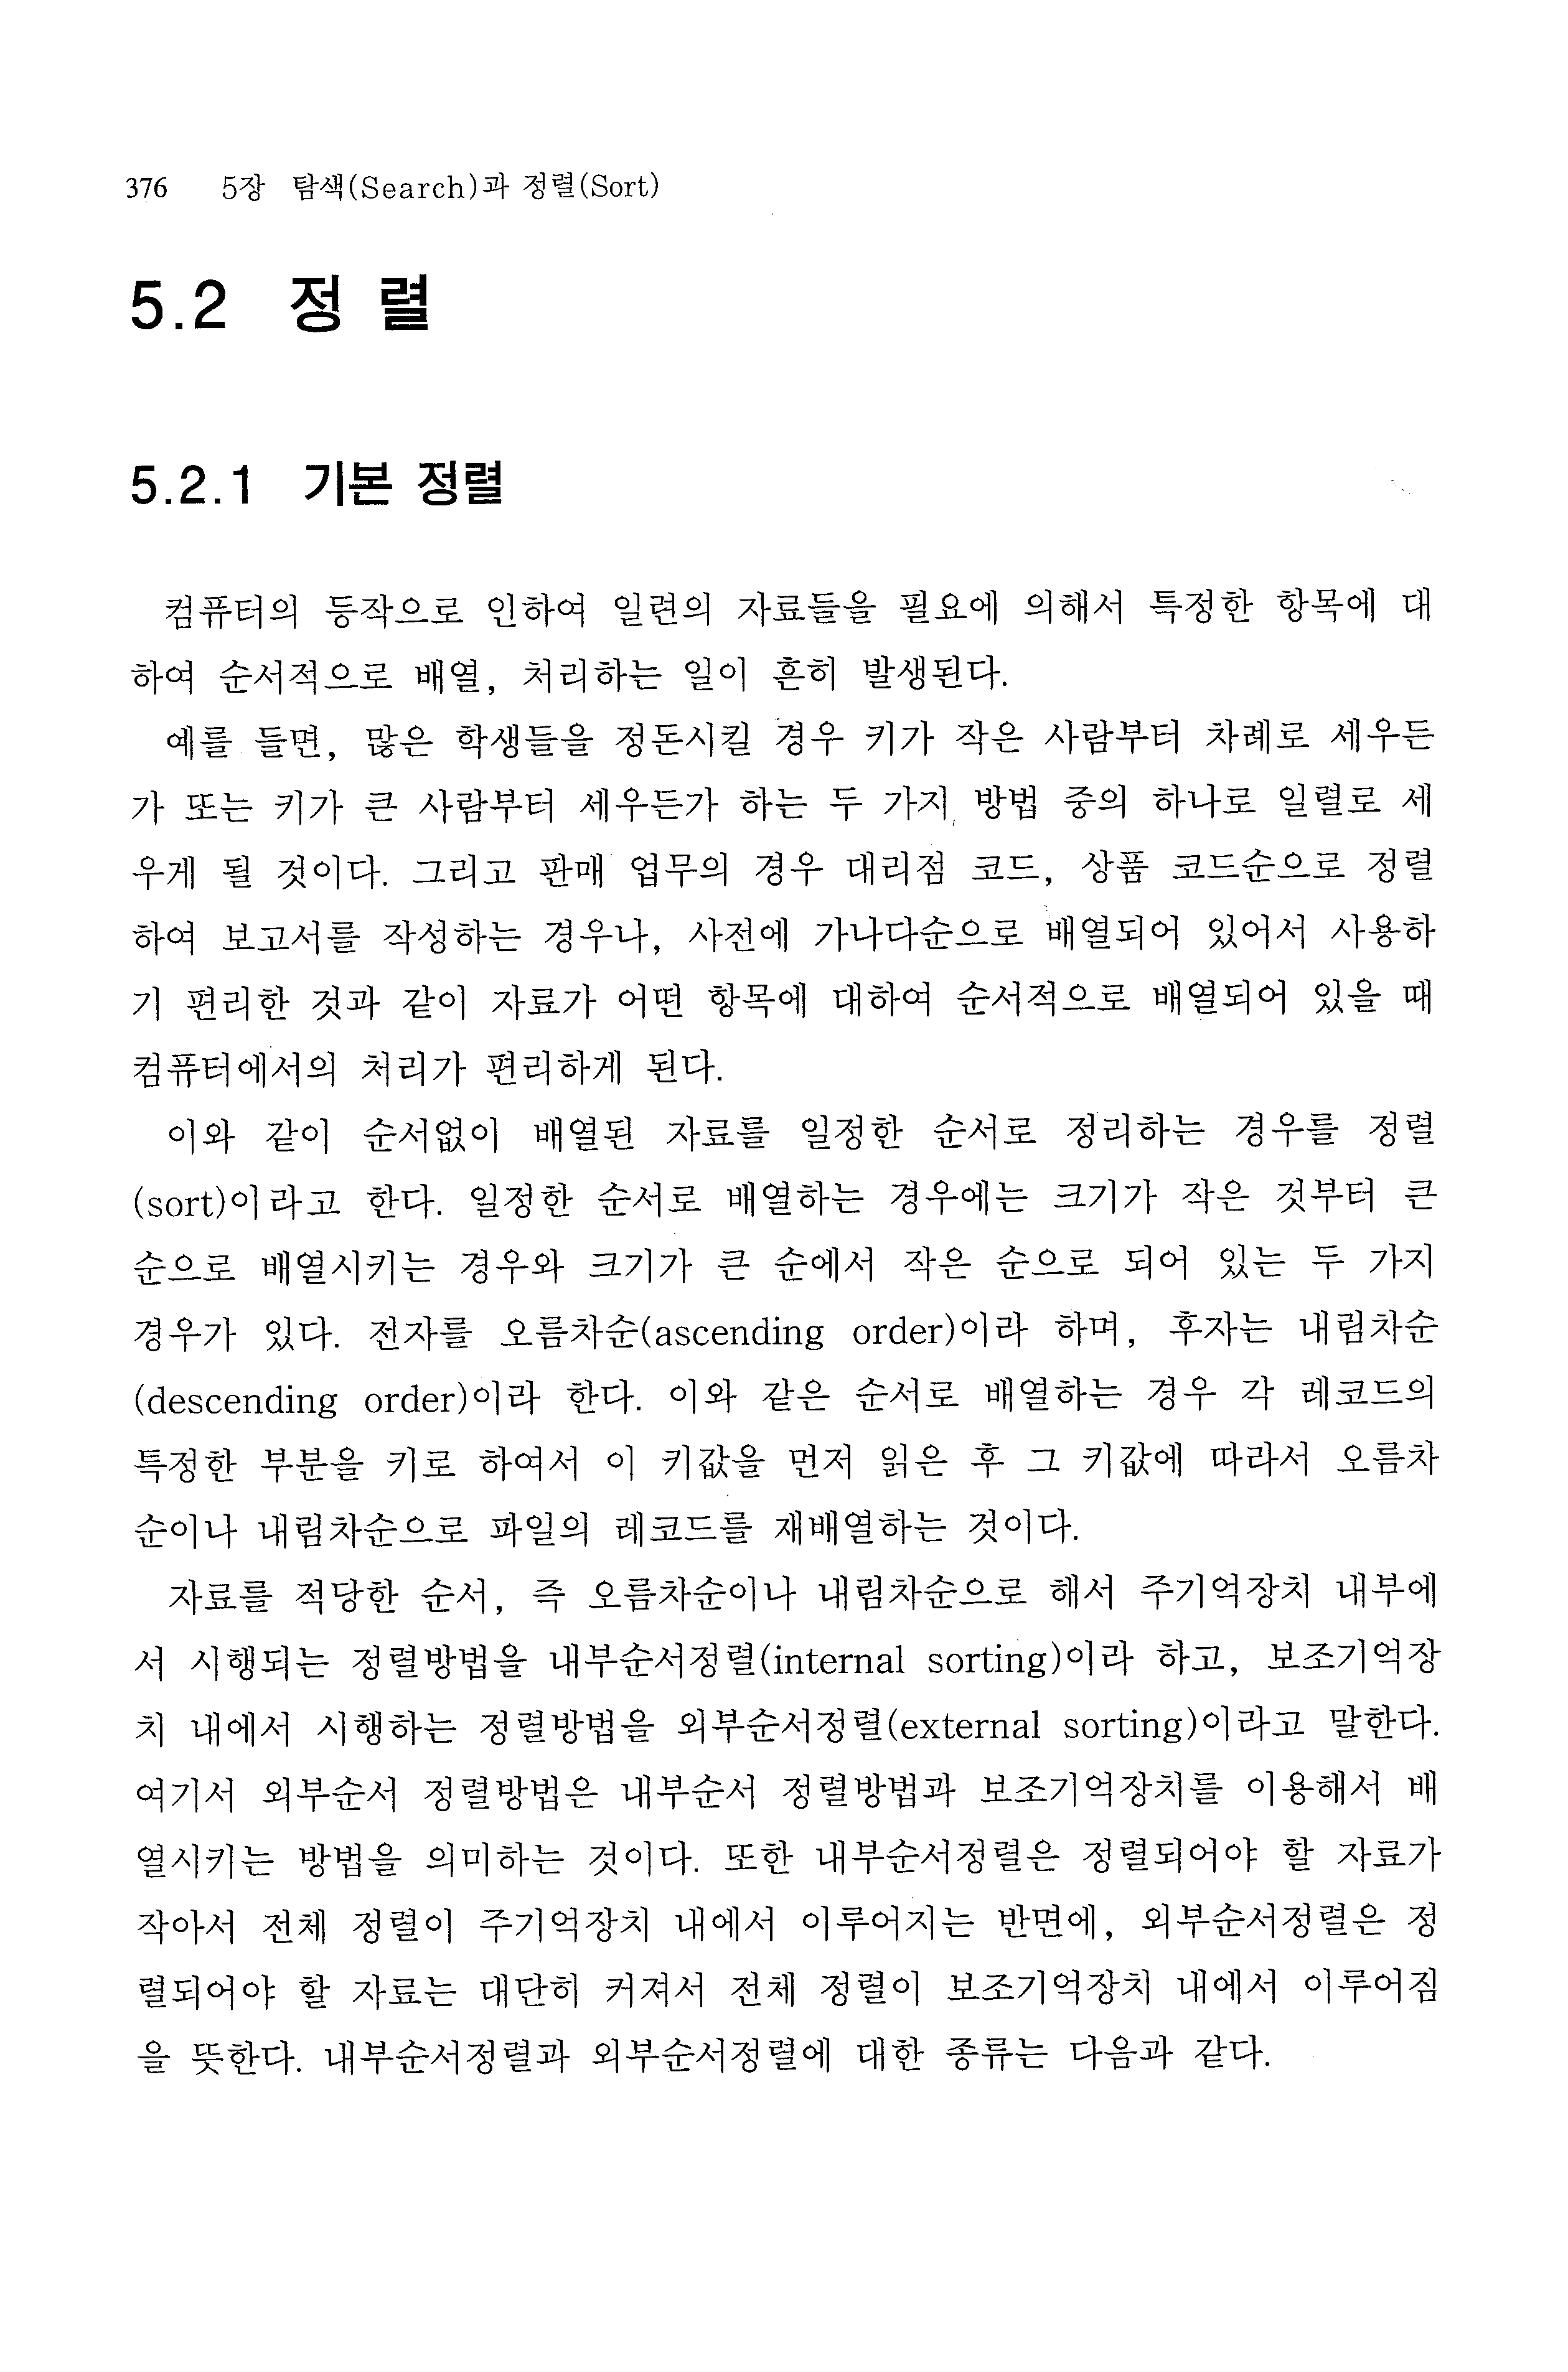 376 5장 탐색(Search)과 정렬(Sort)
5.2 정 렬
5.2.1 기본 정렬
컴퓨터의 등작으로 인하여 일련의 자료들을 필요에 의해서 특정한 항목에 대
하여 순서적으로 배열, 처리하는 일이 흔히 발생된다.
예를 들면, 많은 학생들을 정돈시킬 경우 키가 작은 사람부터 차례로 세우든
가 또는 키가 큰 사람부터 세우든가 하는 두 가지 방법 중의 하나로 일렬로 세
우게 될 것이다. 그리고 판매 업무의 경우 대리점 코드, 상품 코드순으로 정렬
하여 보고서를 작성하는 경우나, 사전에 가나다순으로 배열되어 있어서 사용하
기 편리한 것과 같이 자료가 어떤 항목에 대하여 순서적으로 배열되어 있을 때
컴퓨터에서의 처리가 편리하게 된다.
이와 같이 순서없이 배열된 자료를 일정한 순서로 정리하는 경우를 정렬
(sort)이라고 한다. 일정한 순서로 배열하는 경우에는 크기가 작은 것부터 큰
순으로 배열시키는 경우와 크기가 큰 순에서 작은 순으로 되어 있는 두 가지
경우가 있다. 전자를 오름차순(ascending order)이라 하며, 후자는 내림차순
(descending order)이라 한다. 이와 같은 순서로 배열하는 경우 각 레코드의
특정한 부분을 키로 하여서 이 키값을 먼저 읽은 후 그 키값에 따라서 오름차
순이나 내림차순으로 파일의 레코드를 재배열하는 것이다.
자료를 적당한 순서, 즉 오름차순이나 내림차순으로 해서 주기억장치 내부에
서 시행되는 정렬방법을 내부순서정렬(internal sorting)이라 하고, 보조기억장
치 내에서 시행하는 정렬방법을 외부순서정렬(external sorting)이라고 말한다.
여기서 외부순서 정렬방법은 내부순서 정렬방법과 보조기억장치를 이용해서 배
열시키는 방법을 의미하는 것이다. 또한 내부순서정렬은 정렬되어야 할 자료가
작아서 전체 정렬이 주기억장치 내에서 이루어지는 반면에, 외부순서정렬은 정
렬되어야 할 자료는 대단히 커져서 전체 정렬이 보조기억장치 내에서 이루어짐
을 뜻한다. 내부순서정렬과 외부순서정렬에 대한 종류는 다음과 같다.